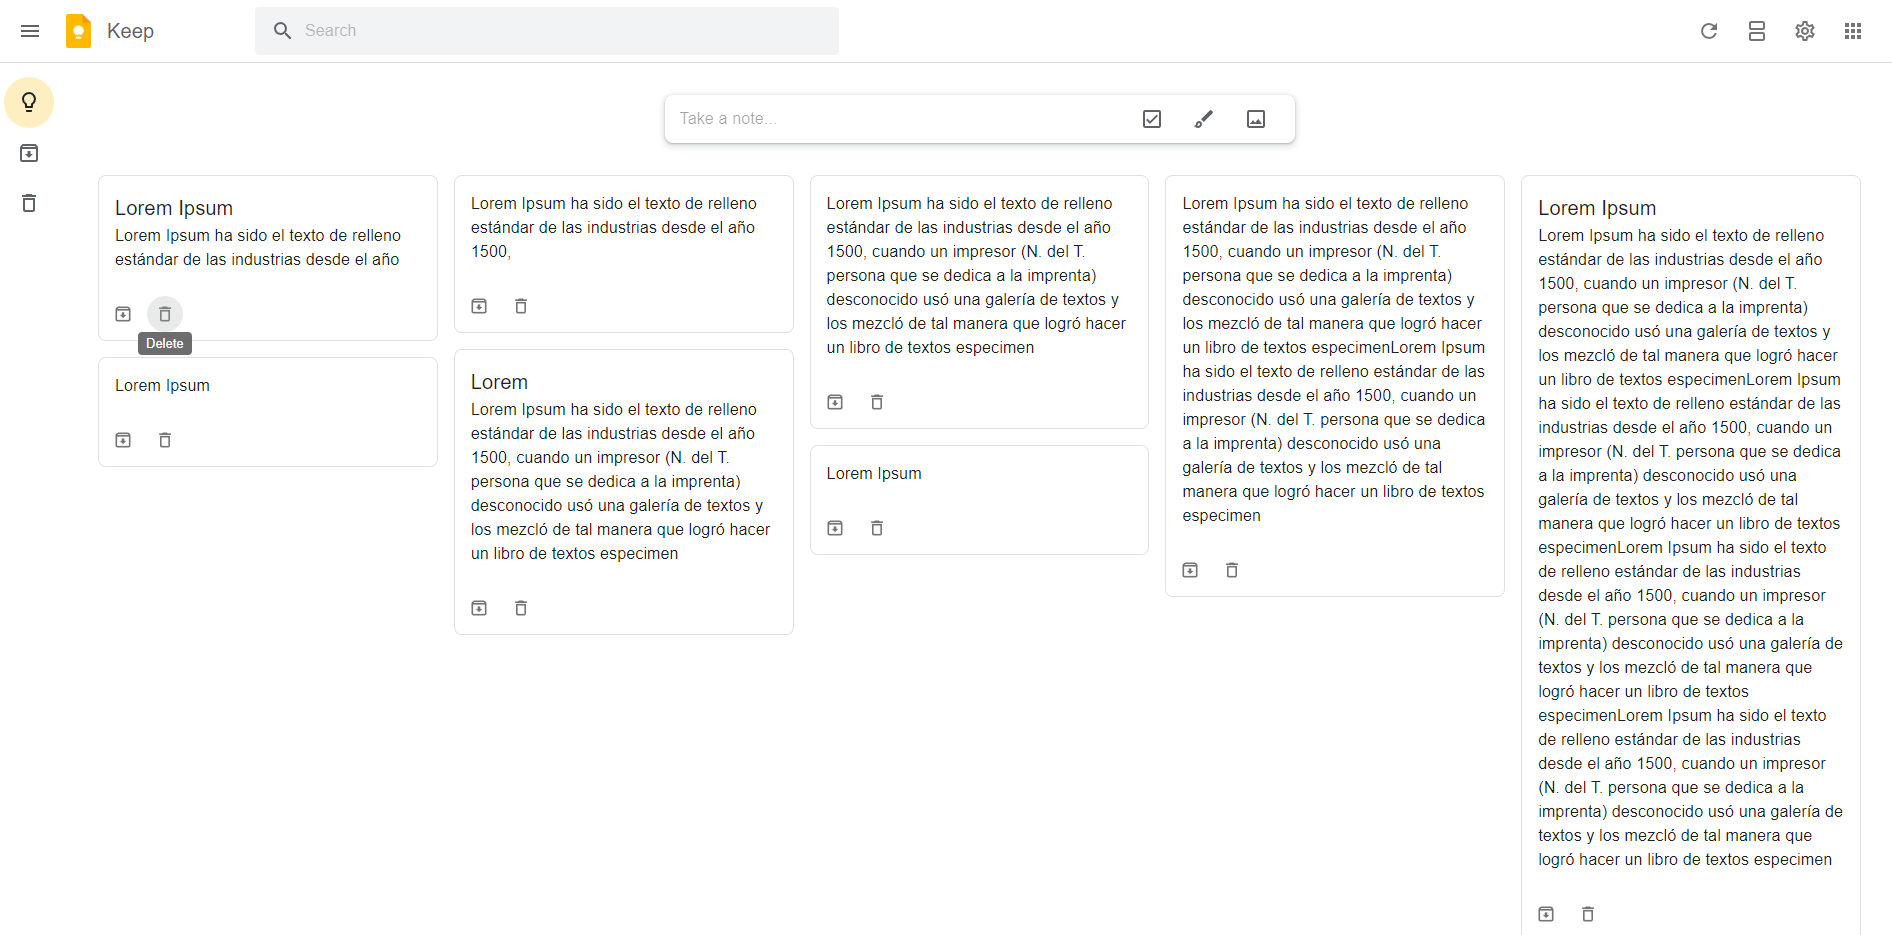 Keep
Search
Take a note...
Lorem Ipsum
Lorem Ipsum ha sido el texto de relleno
estándar de las industrias desde el año
Delete
Lorem Ipsum
Lorem Ipsum ha sido el texto de relleno
estándar de las industrias desde el año
1500,
Lorem
Lorem Ipsum ha sido el texto de relleno
estándar de las industrias desde el año
1500, cuando un impresor (N. del T.
persona que se dedica a la imprenta)
desconocido usó una galería de textos y
los mezcló de tal manera que logró hacer
un libro de textos especimen
Lorem Ipsum ha sido el texto de relleno
estándar de las industrias desde el año
1500, cuando un impresor (N. del T.
persona que se dedica a la imprenta)
desconocido usó una galería de textos y
los mezcló de tal manera que logró hacer
un libro de textos especimen
Lorem Ipsum
Lorem Ipsum ha sido el texto de relleno
estándar de las industrias desde el año
1500, cuando un impresor (N. del T.
persona que se dedica a la imprenta)
desconocido usó una galería de textos y
los mezcló de tal manera que logró hacer
un libro de textos especimenLorem Ipsum
ha sido el texto de relleno estándar de las
industrias desde el año 1500, cuando un
impresor (N. del T. persona que se dedica
a la imprenta) desconocido usó una
galería de textos y los mezcló de tal
manera que logró hacer un libro de textos
especimen
Lorem Ipsum
Lorem Ipsum ha sido el texto de relleno
estándar de las industrias desde el año
1500, cuando un impresor (N. del T.
persona que se dedica a la imprenta)
desconocido usó una galería de textos y
los mezcló de tal manera que logró hacer
un libro de textos especimenLorem Ipsum
ha sido el texto de relleno estándar de las
industrias desde el año 1500, cuando un
impresor (N. del T. persona que se dedica
a la imprenta) desconocido usó una
galería de textos y los mezcló de tal
manera que logró hacer un libro de textos
especimenLorem Ipsum ha sido el texto
de relleno estándar de las industrias
desde el año 1500, cuando un impresor
(N. del T. persona que se dedica a la
imprenta) desconocido usó una galería de
textos y los mezcló de tal manera que
logró hacer un libro de textos
especimenLorem Ipsum ha sido el texto
de relleno estándar de las industrias
desde el año 1500, cuando un impresor
(N. del T. persona que se dedica a la
imprenta) desconocido usó una galería de
textos y los mezcló de tal manera que
logró hacer un libro de textos especimen